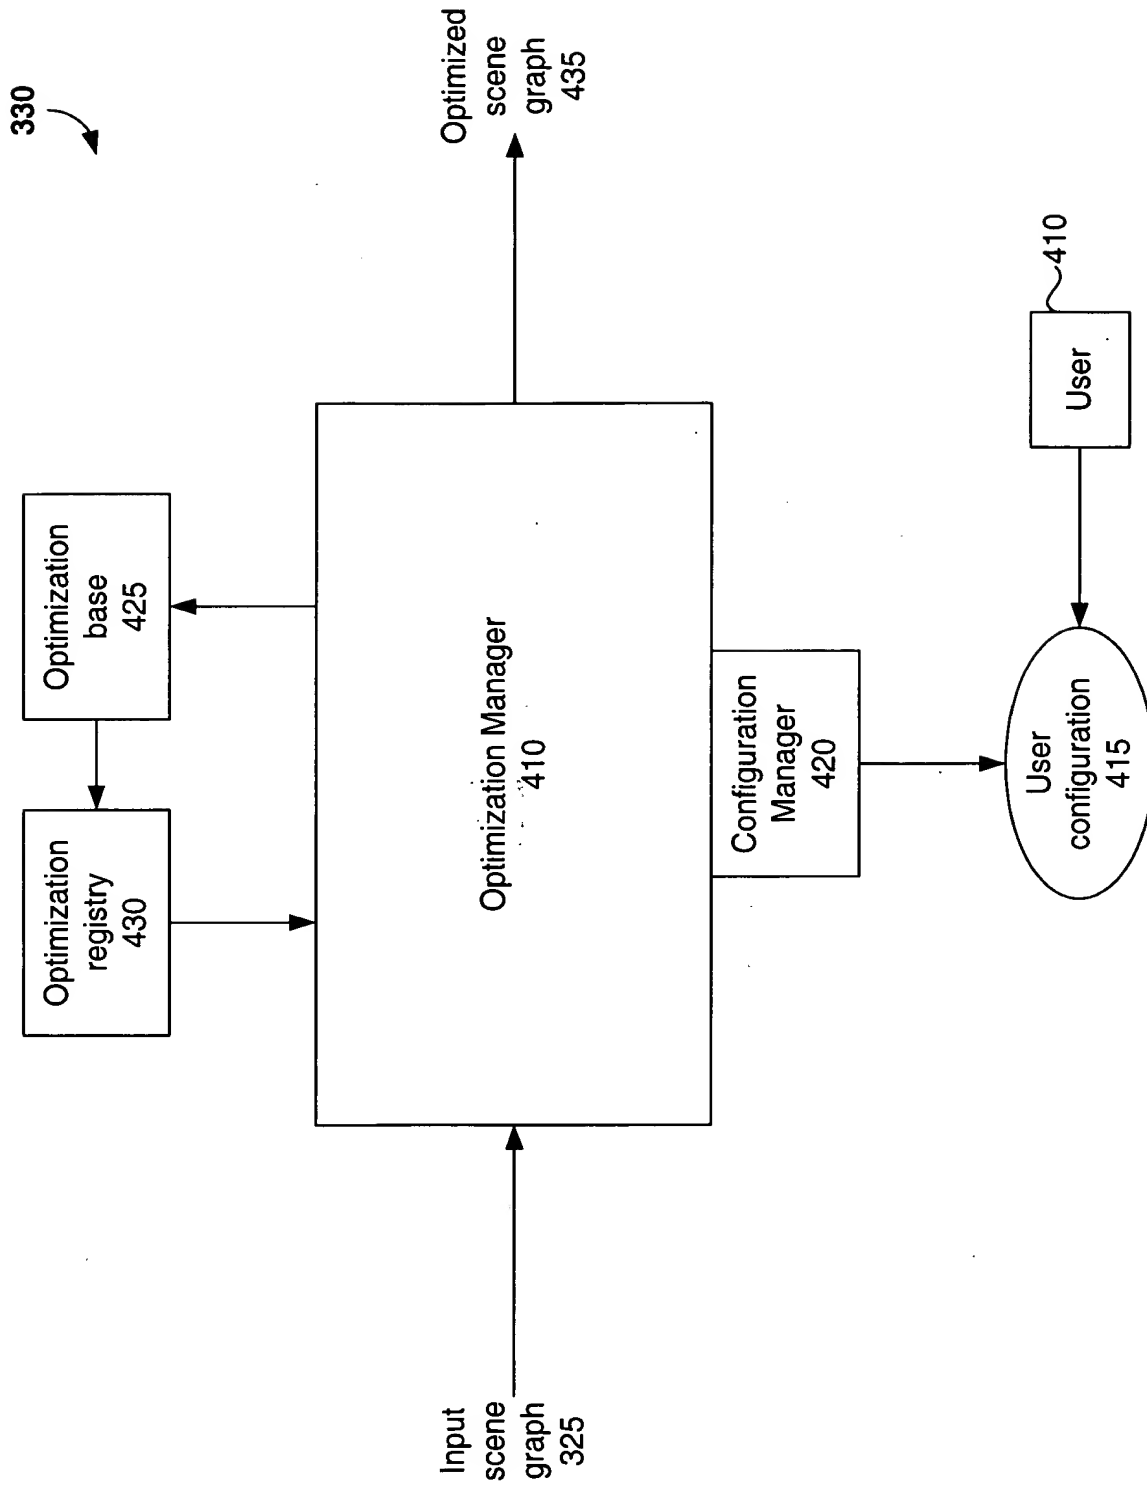 330
Optimization
registry
430
Optimization
base
425
Input
scene
graph
325
Optimization Manager
410
Optimized
scene
graph
435
Configuration
Manager
420
User
configuration
415
User
410